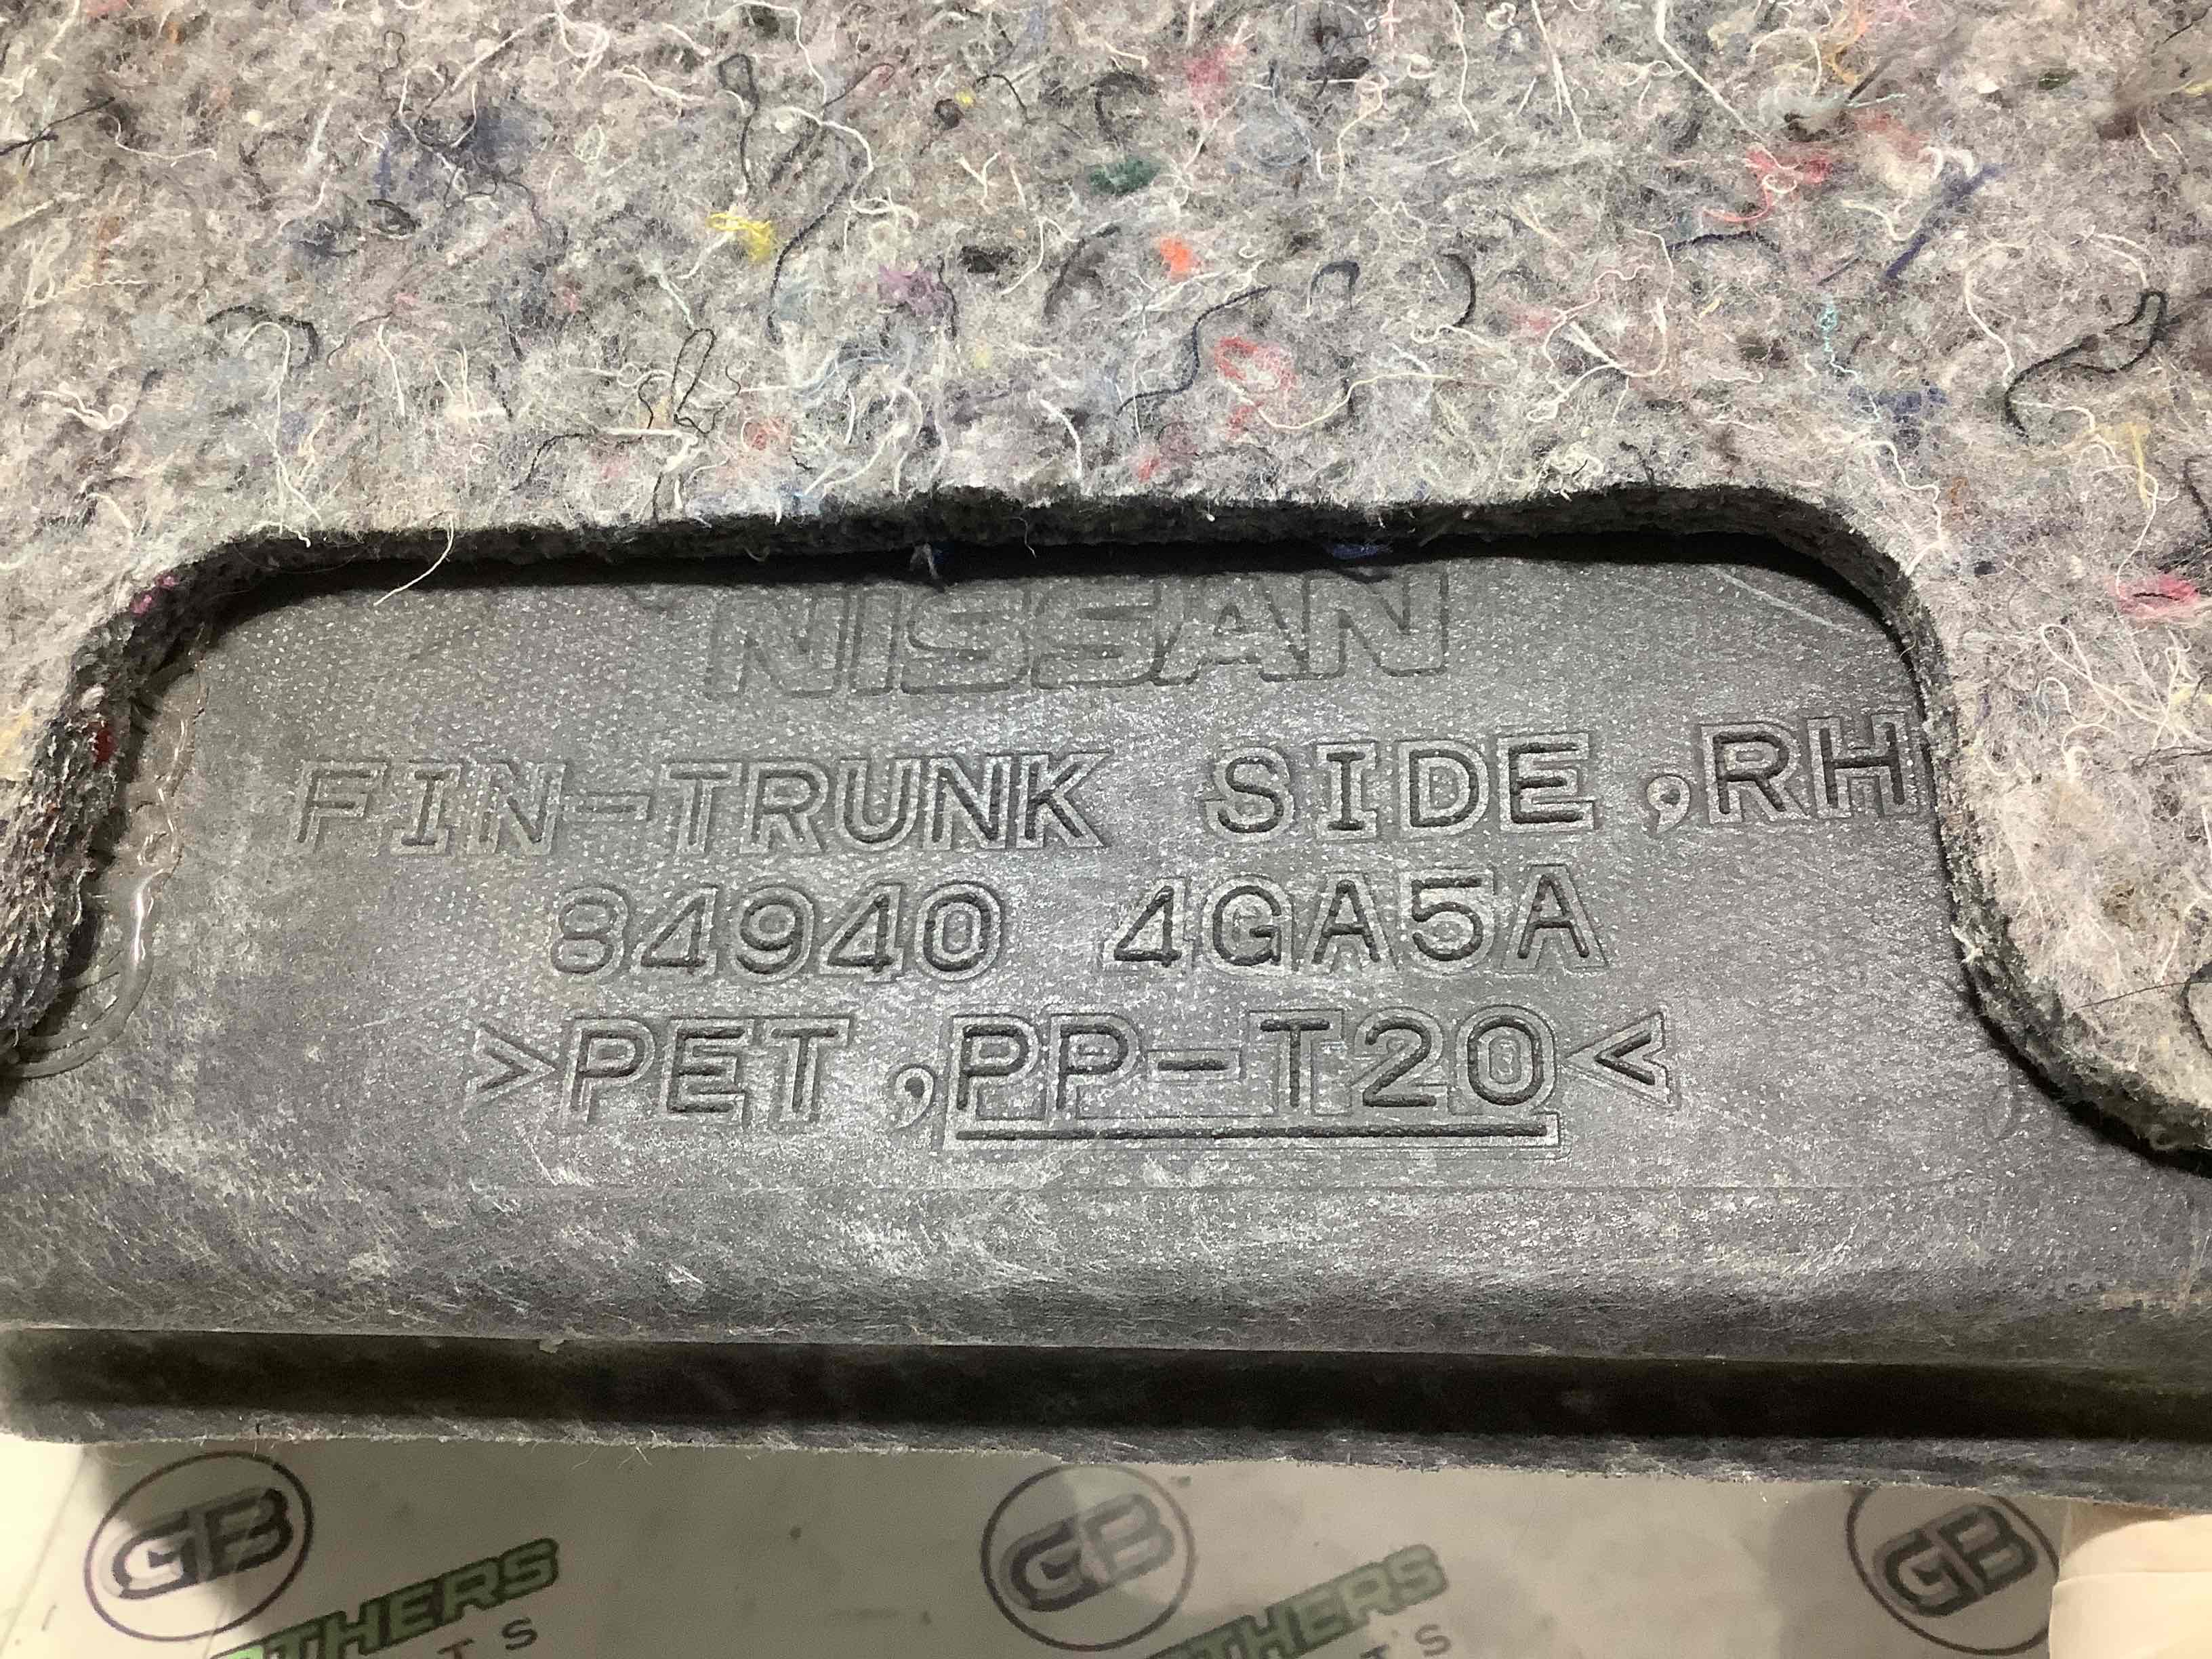 NISSAN
FIN-TRUNK SIDE,RH
84940 4GA5A
>PET,PP-T20<
GB
GB
GB